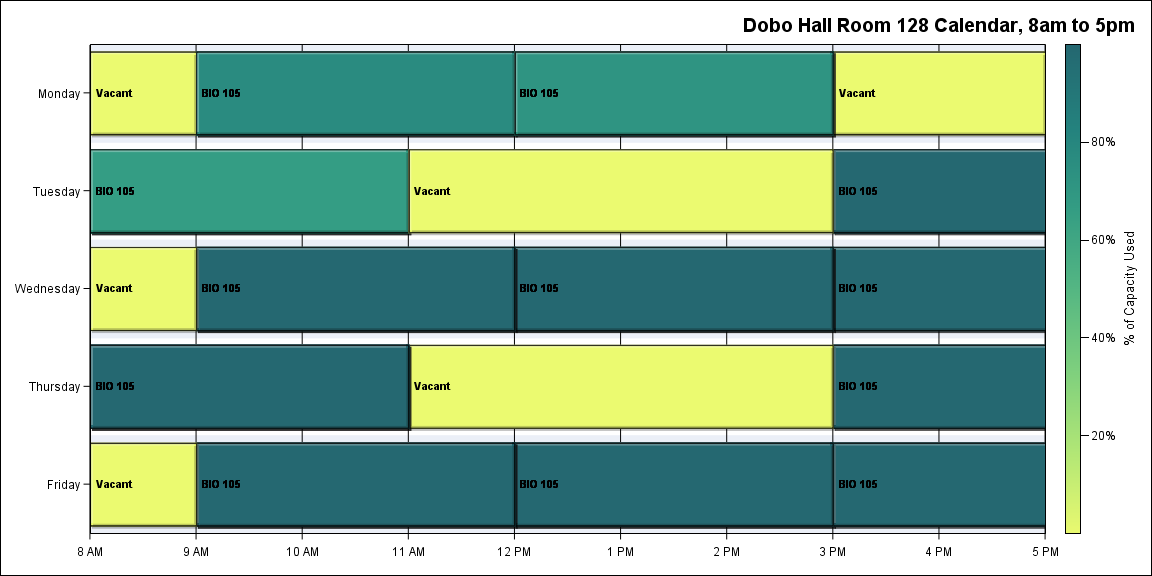 Dobo Hall Room 128 Calendar, 8am to 5pm
Monday
Vacant
BIO 105
BIO 105
Vacant
Tuesday
BIO 105
Vacant
BIO 105
Wednesday
Vacant
BIO 105
BIO 105
BIO 105
Thursday
BIO 105
Vacant
BIO 105
Friday
Vacant
BIO 105
BIO 105
BIO 105
8 AM
9 AM
10 AM
11 AM
12 PM
1 PM
2 PM
3 PM
4 PM
5 PM
80%
60%
40%
20%
% of Capacity Used